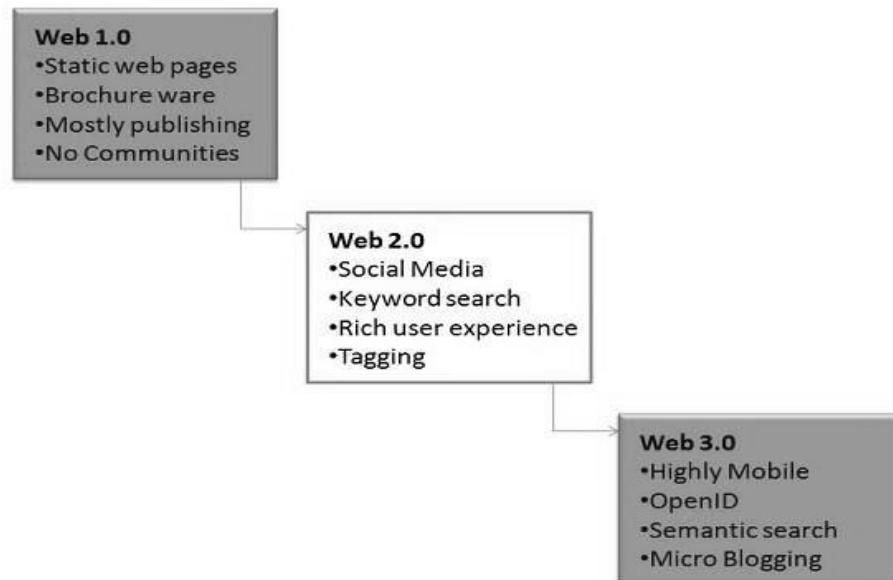 Web 1.0
•Static web pages
•Brochure ware
•Mostly publishing
•No Communities
Web 2.0
•Social Media
•Keyword search
•Rich user experience
•Tagging
Web 3.0
•Highly Mobile
•OpenID
•Semantic search
•Micro Blogging